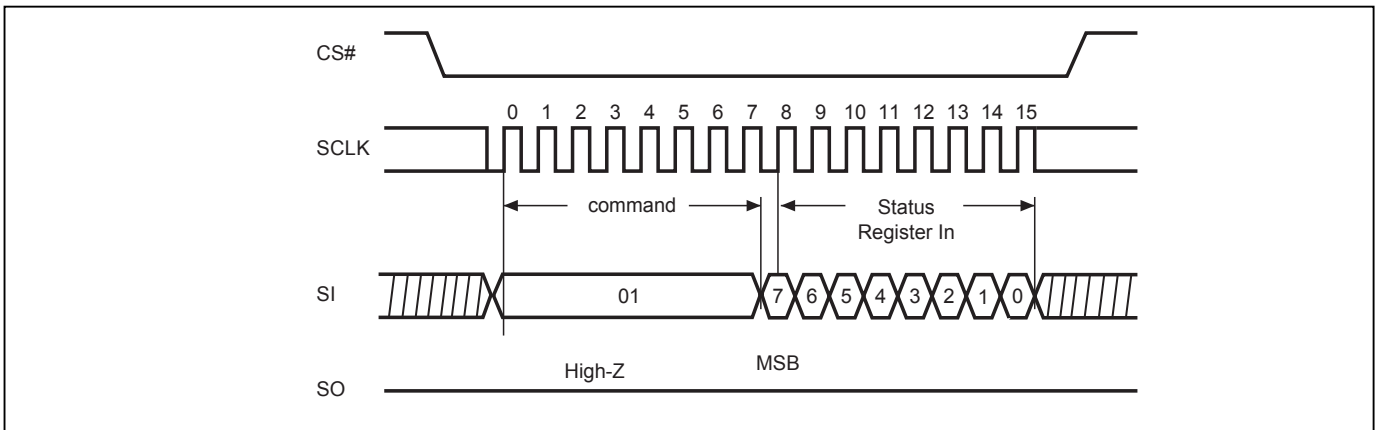 CS#
0 1 2 3 4 5 6 7 8 9 10 11 12 13 14 15
SCLK
command
Status
Register In
SI
01
7 6 5 4 3 2 1 0
High-Z
MSB
SO